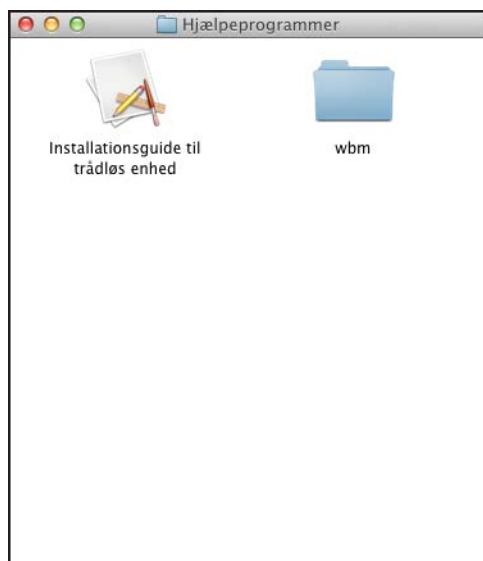 Hjælpeprogrammer
Installationsguide til
trådløs enhed
wbm